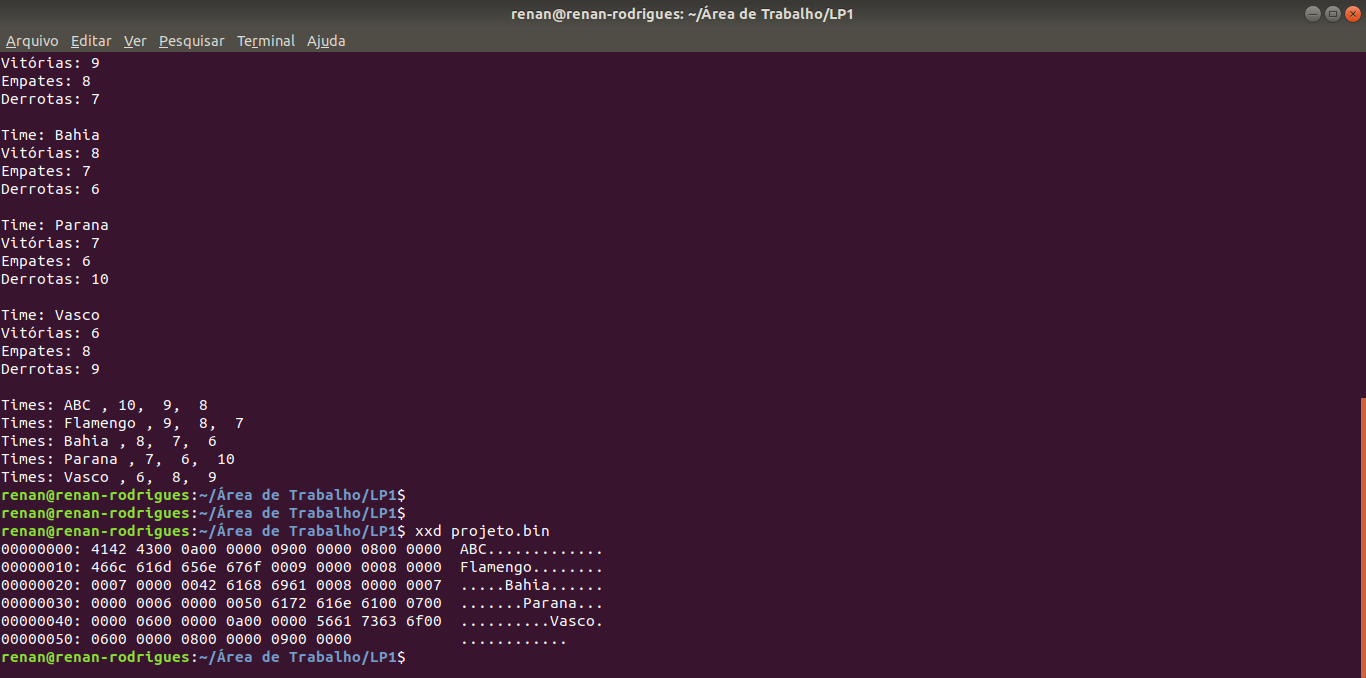 renan@renan-rodrigues: ~/Área de Trabalho/LP1
Arquivo Editar Ver Pesquisar Terminal Ajuda
Vitórias: 9
Empates: 8
Derrotas: 7
Time: Bahia
Vitórias: 8
Empates: 7
Derrotas: 6
Time: Parana
Vitórias: 7
Empates: 6
Derrotas: 10
Time: Vasco
Vitórias: 6
Empates: 8
Derrotas: 9
Times: ABC , 10,  9,  8
Times: Flamengo , 9,  8,  7
Times: Bahia , 8,  7,  6
Times: Parana , 7,  6,  10
Times: Vasco , 6,  8,  9
renan@renan-rodrigues:~/Área de Trabalho/LP1$
renan@renan-rodrigues:~/Área de Trabalho/LP1$
renan@renan-rodrigues:~/Área de Trabalho/LP1$ xxd projeto.bin
00000000: 4142 4300 0a00 0000 0900 0000 0800 0000  ABC.............
00000010: 466c 616d 656e 676f 0009 0000 0008 0000  Flamengo........
00000020: 0007 0000 0042 6168 6961 0008 0000 0007  .....Bahia......
00000030: 0000 0006 0000 0050 6172 616e 6100 0700  .......Parana...
00000040: 0000 0600 0000 0a00 0000 5661 7363 6f00  ..........Vasco.
00000050: 0600 0000 0800 0000 0900 0000            ............
renan@renan-rodrigues:~/Área de Trabalho/LP1$